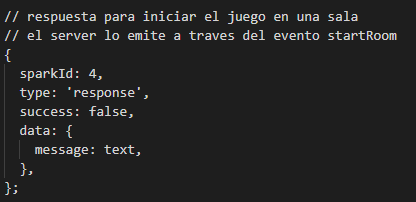 // respuesta para iniciar el juego en una sala
// el server lo emite a traves del evento startRoom
{
  sparkId: 4,
  type: 'response',
  success: false,
  data: {
    message: text,
  },
};